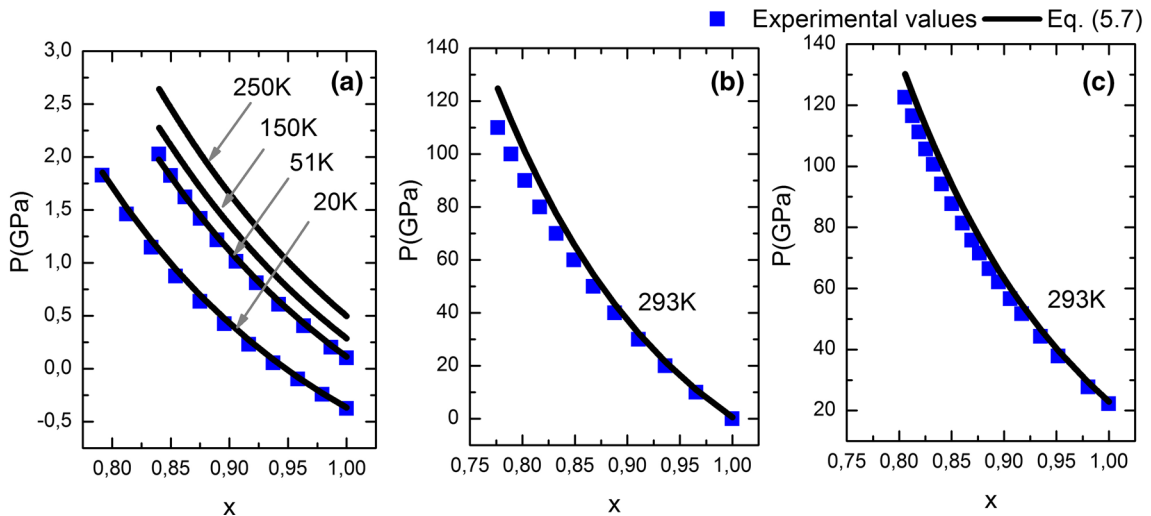 Experimental values Eq. (5.7)
(a)
250K
150K
51K
20K
P(GPa)
3,0
2,5
2,0
1,5
1,0
0,5
0,0
-0,5
0,80 0,85 0,90 0,95 1,00
x
(b)
293K
P(GPa)
140
120
100
80
60
40
20
0
0,75 0,80 0,85 0,90 0,95 1,00
x
(c)
293K
P(GPa)
140
120
100
80
60
40
20
0,75 0,80 0,85 0,90 0,95 1,00
x